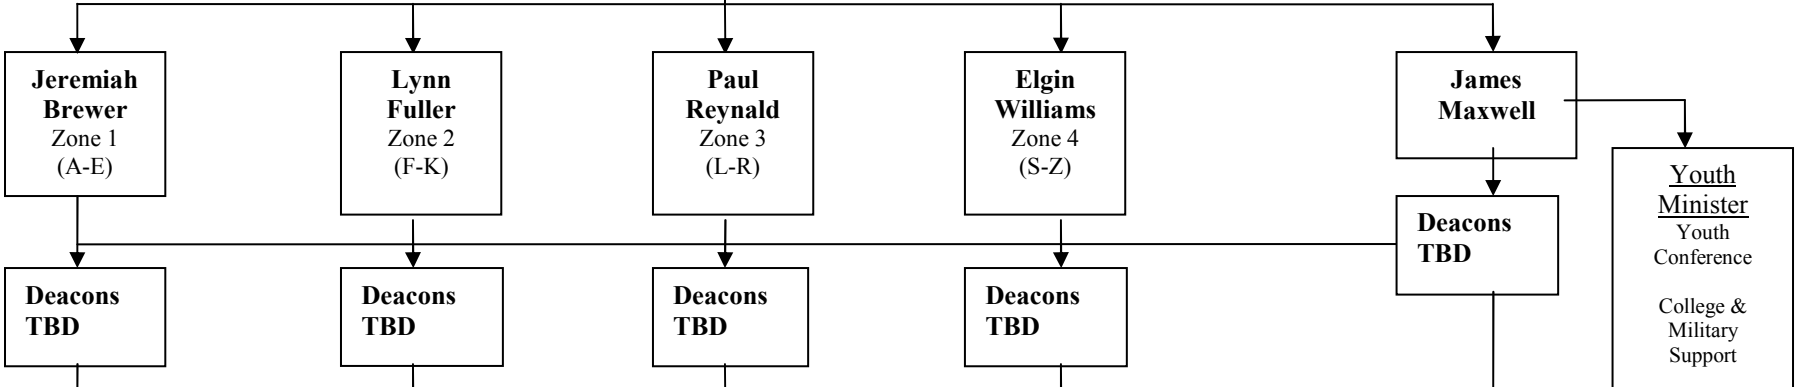 Jeremiah
Brewer
Zone 1
(A-E)
Lynn
Fuller
Zone 2
(F-K)
Paul
Reynald
Zone 3
(L-R)
Elgin
Williams
Zone 4
(S-Z)
James
Maxwell
Youth
Minister
Youth
Conference
College &
Military
Support
Deacons
TBD
Deacons
TBD
Deacons
TBD
Deacons
TBD
Deacons
TBD